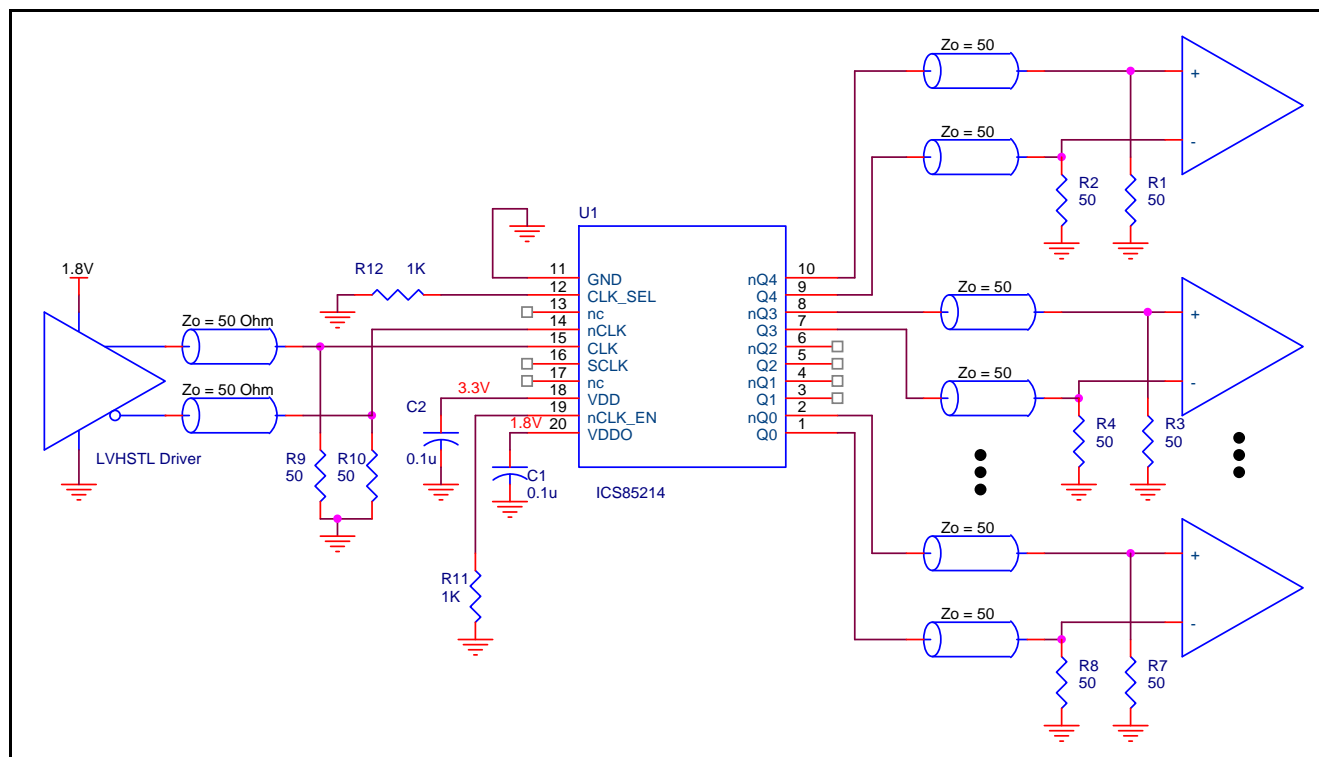 Zo = 50
+
Zo = 50
-
R2
50
R1
50
U1
1.8V
R12 1K
11 GND
12 CLK_SEL
13 nc
14 nCLK
15 CLK
16 SCLK
17 nc
18 VDD
19 nCLK_EN
20 VDDO
nQ4 10
Q4 9
nQ3 8
Q3 7
nQ2 6
Q2 5
nQ1 4
Q1 3
nQ0 2
Q0 1
ICS85214
Zo = 50 Ohm
Zo = 50 Ohm
LVHSTL Driver
R9
50
R10
50
3.3V
C2
0.1u
1.8V
C1
0.1u
R11
1K
Zo = 50
+
Zo = 50
-
R4
50
R3
50
Zo = 50
+
Zo = 50
-
R8
50
R7
50